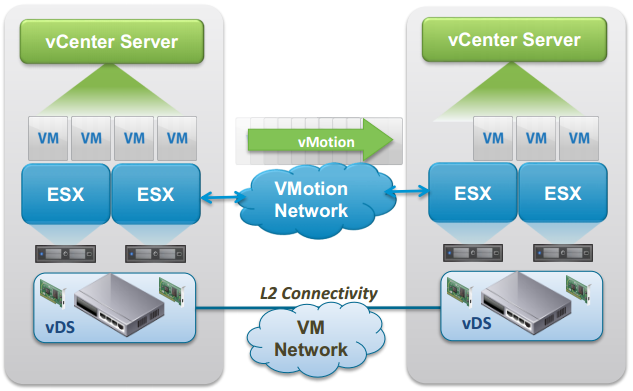 vCenter Server
vCenter Server
VM VM VM VM
vMotion
VM VM VM
ESX ESX
VMotion
Network
ESX ESX
L2 Connectivity
vDS
VM
Network
vDS